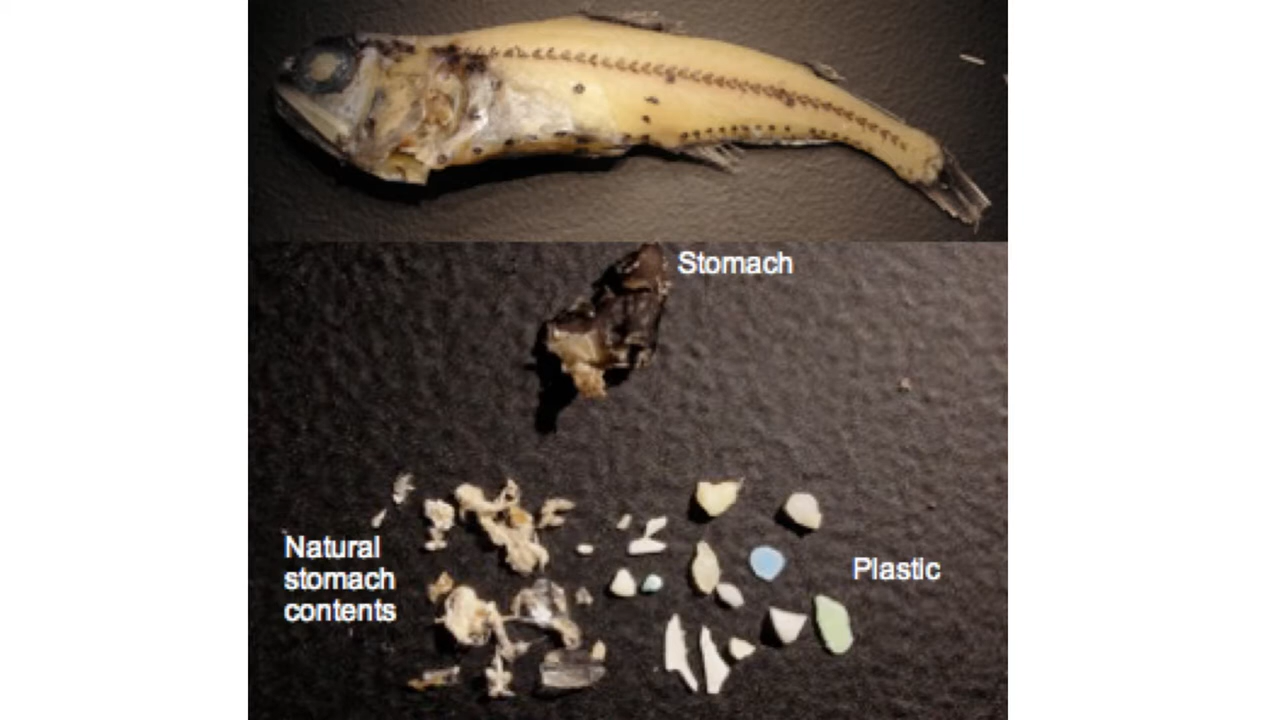 Stomach
Natural
stomach
contents
Plastic